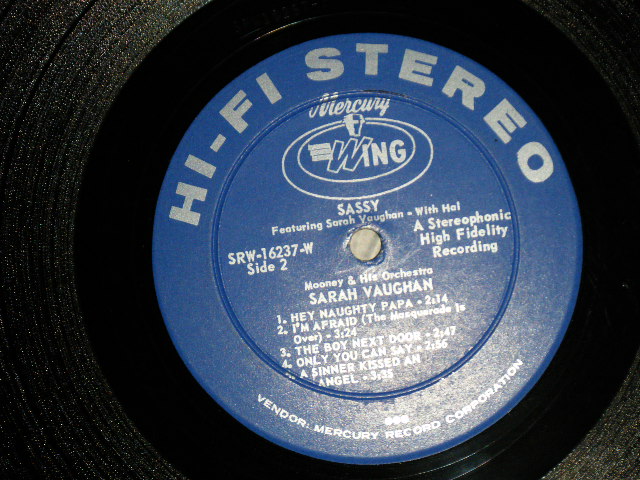 HI-FI STEREO
Mercury
WING
SASSY
Featuring Sarah Vaughan - With Hal
SRW-16237-W
Side 2
A Stereophonic
High Fidelity
Recording
Mooney & His Orchestra
SARAH VAUGHAN
1. HEY NAUGHTY PAPA - 2:14
2. I'M AFRAID (The Masquerade Is
Over) - 3:24
3. THE BOY NEXT DOOR - 2:47
4. ONLY YOU CAN SAY - 2:56
A SINNER KISSED AN
ANGEL -
VENDOR: MERCURY RECORD CORPORATION